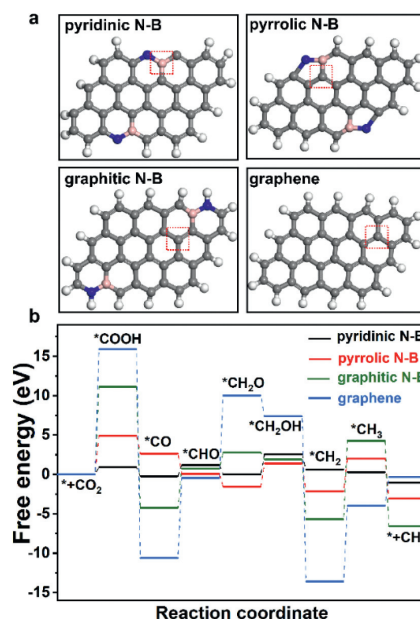 a
pyridinic N-B
pyrrolic N-B
graphitic N-B
graphene
b
Free energy (eV)
15
10
5
0
-5
-10
-15
*+CO2
*COOH
*CO
*CHO
*CH2O
*CH2OH
*CH2
*CH3
*+CH
pyridinic N-B
pyrrolic N-B
graphitic N-B
graphene
Reaction coordinate